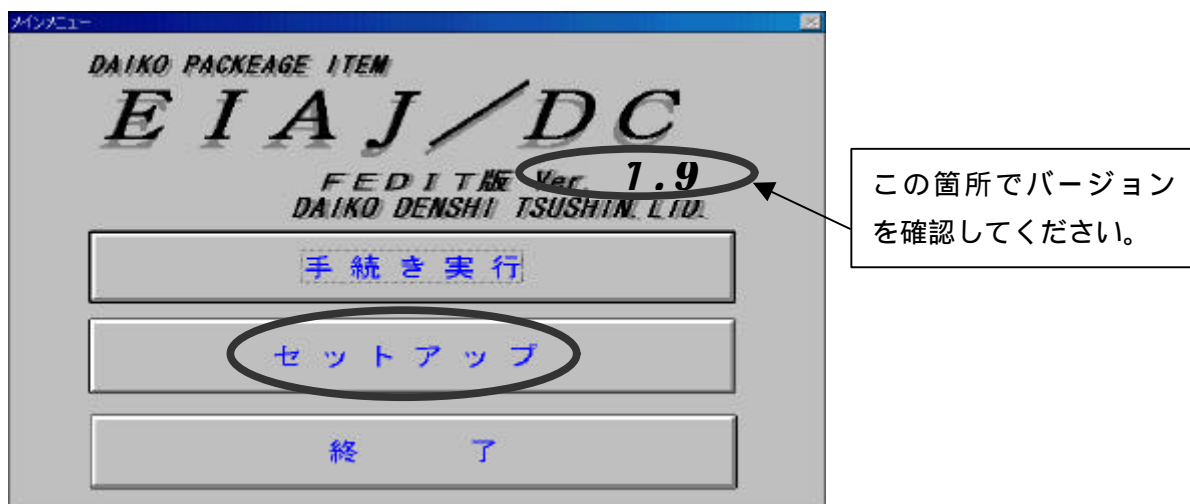 メインメニュー
DAIKO PACKEAGE ITEM
EIAJ／DC
FEDIT版 Ver. 1.9
DAIKO DENSHI TSUSHIN. LTD.
手続き実行
セットアップ
終 了
この箇所でバージョン
を確認してください。